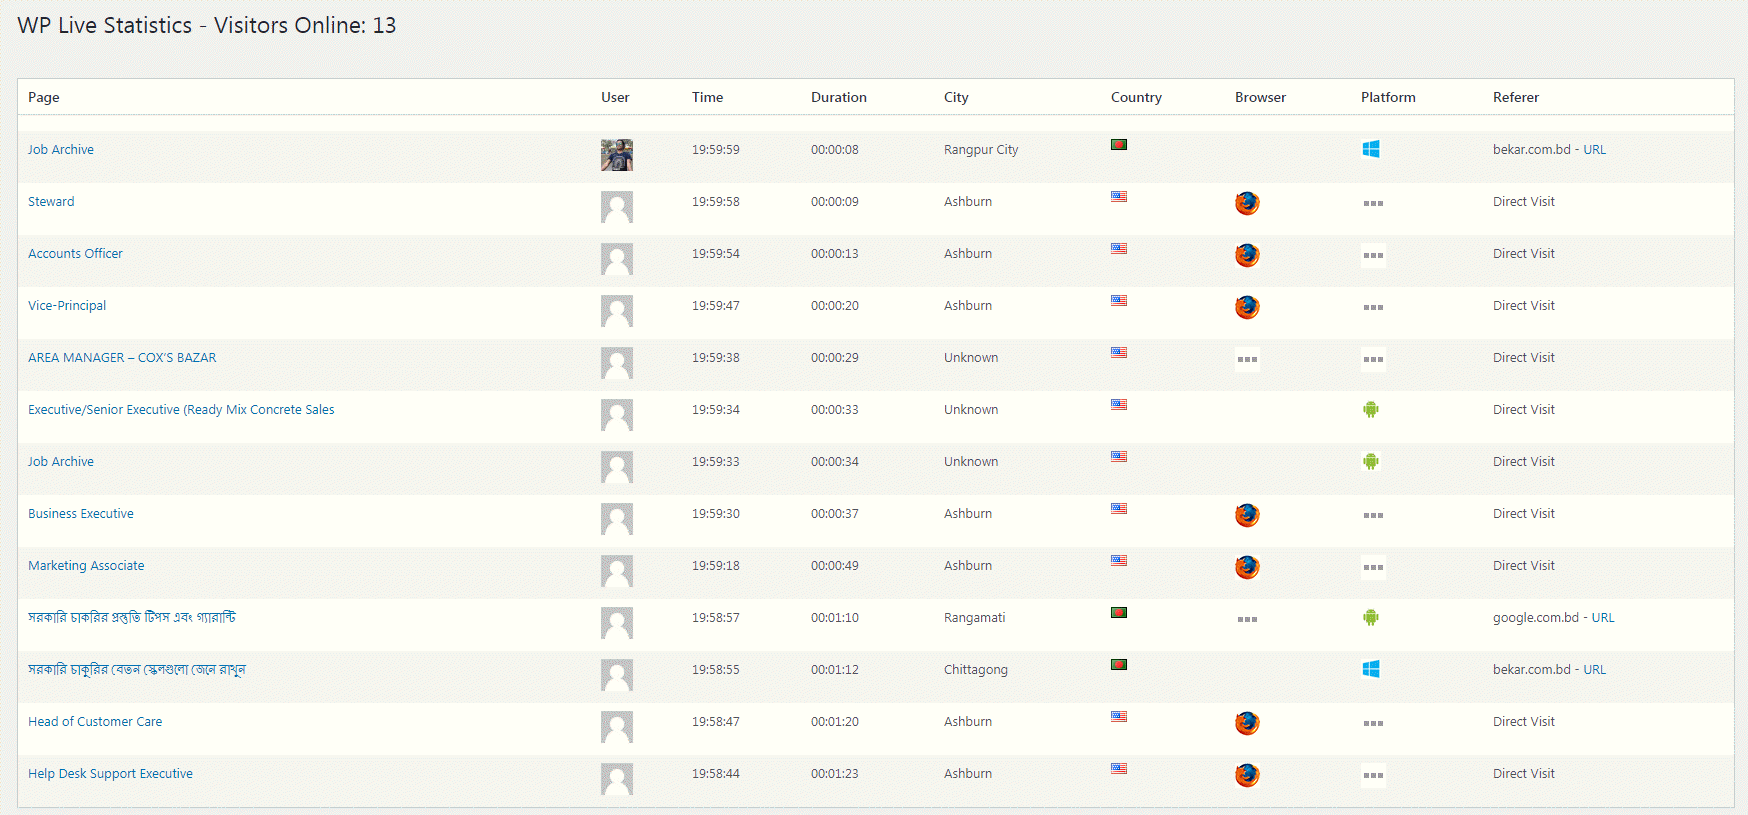 WP Live Statistics - Visitors Online: 13
Page User Time Duration City Country Browser Platform Referer
Job Archive 19:59:59 00:00:08 Rangpur City bekar.com.bd - URL
Steward 19:59:58 00:00:09 Ashburn Direct Visit
Accounts Officer 19:59:54 00:00:13 Ashburn Direct Visit
Vice-Principal 19:59:47 00:00:20 Ashburn Direct Visit
AREA MANAGER – COX'S BAZAR 19:59:38 00:00:29 Unknown Direct Visit
Executive/Senior Executive (Ready Mix Concrete Sales 19:59:34 00:00:33 Unknown Direct Visit
Job Archive 19:59:33 00:00:34 Unknown Direct Visit
Business Executive 19:59:30 00:00:37 Ashburn Direct Visit
Marketing Associate 19:59:18 00:00:49 Ashburn Direct Visit
সরকারি চাকরির প্রস্তুতি টিপস এবং গ্যারান্টি 19:58:57 00:01:10 Rangamati google.com.bd - URL
সরকারি চাকুরির বেতন স্কেলগুলো জেনে রাখুন 19:58:55 00:01:12 Chittagong bekar.com.bd - URL
Head of Customer Care 19:58:47 00:01:20 Ashburn Direct Visit
Help Desk Support Executive 19:58:44 00:01:23 Ashburn Direct Visit